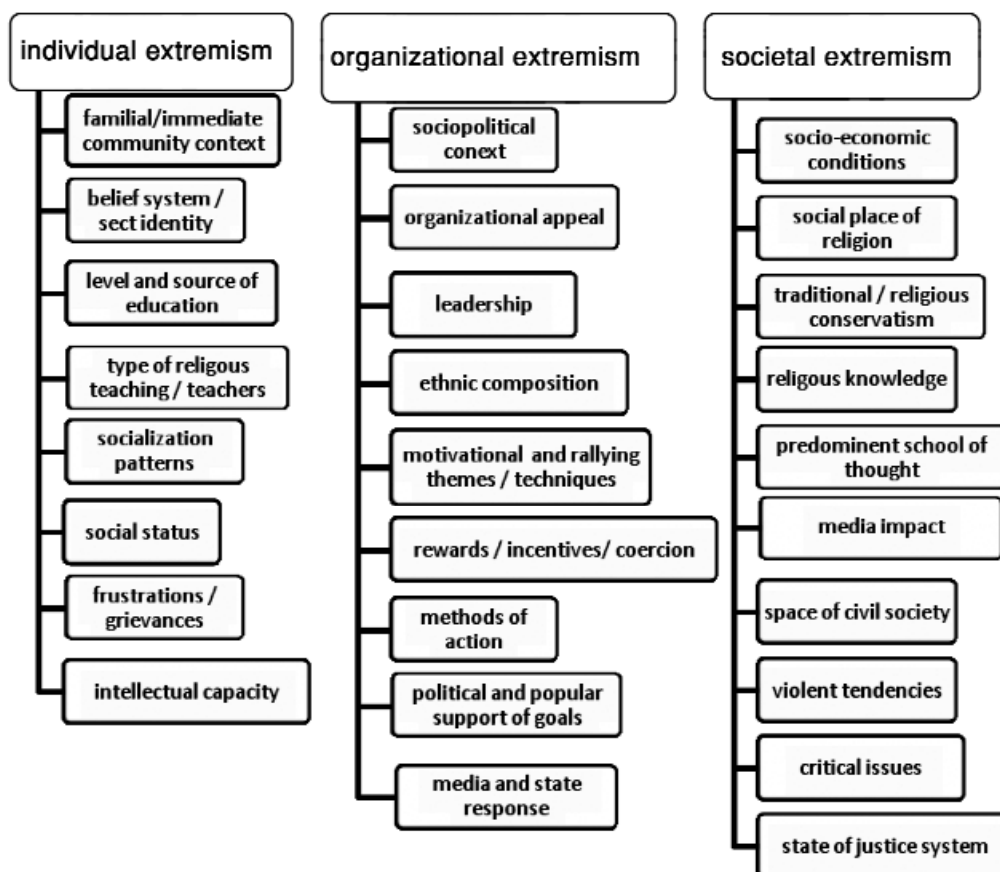 individual extremism
familial/immediate
community context
belief system /
sect identity
level and source of
education
type of religous
teaching / teachers
socialization
patterns
social status
frustrations /
grievances
intellectual capacity
organizational extremism
sociopolitical
conext
organizational appeal
leadership
ethnic composition
motivational and rallying
themes / techniques
rewards / incentives/ coercion
methods of
action
political and popular
support of goals
media and state
response
societal extremism
socio-economic
conditions
social place of
religion
traditional / religious
conservatism
religous knowledge
predominent school of
thought
media impact
space of civil society
violent tendencies
critical issues
state of justice system